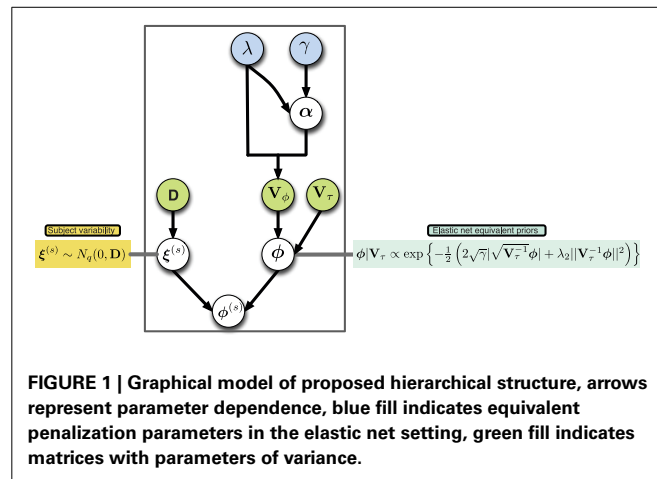 λ γ
α
D V_ϕ V_τ
Subject variability
Elastic net equivalent priors
ξ^(s) ∼ N_q(0, D)
ξ^(s) ϕ
ϕ|V_τ ∝ exp {−1/2 (2√γ|√V_τ^−1 ϕ| + λ_2||V_τ^−1 ϕ||^2)}
ϕ^(s)
FIGURE 1 | Graphical model of proposed hierarchical structure, arrows
represent parameter dependence, blue fill indicates equivalent
penalization parameters in the elastic net setting, green fill indicates
matrices with parameters of variance.